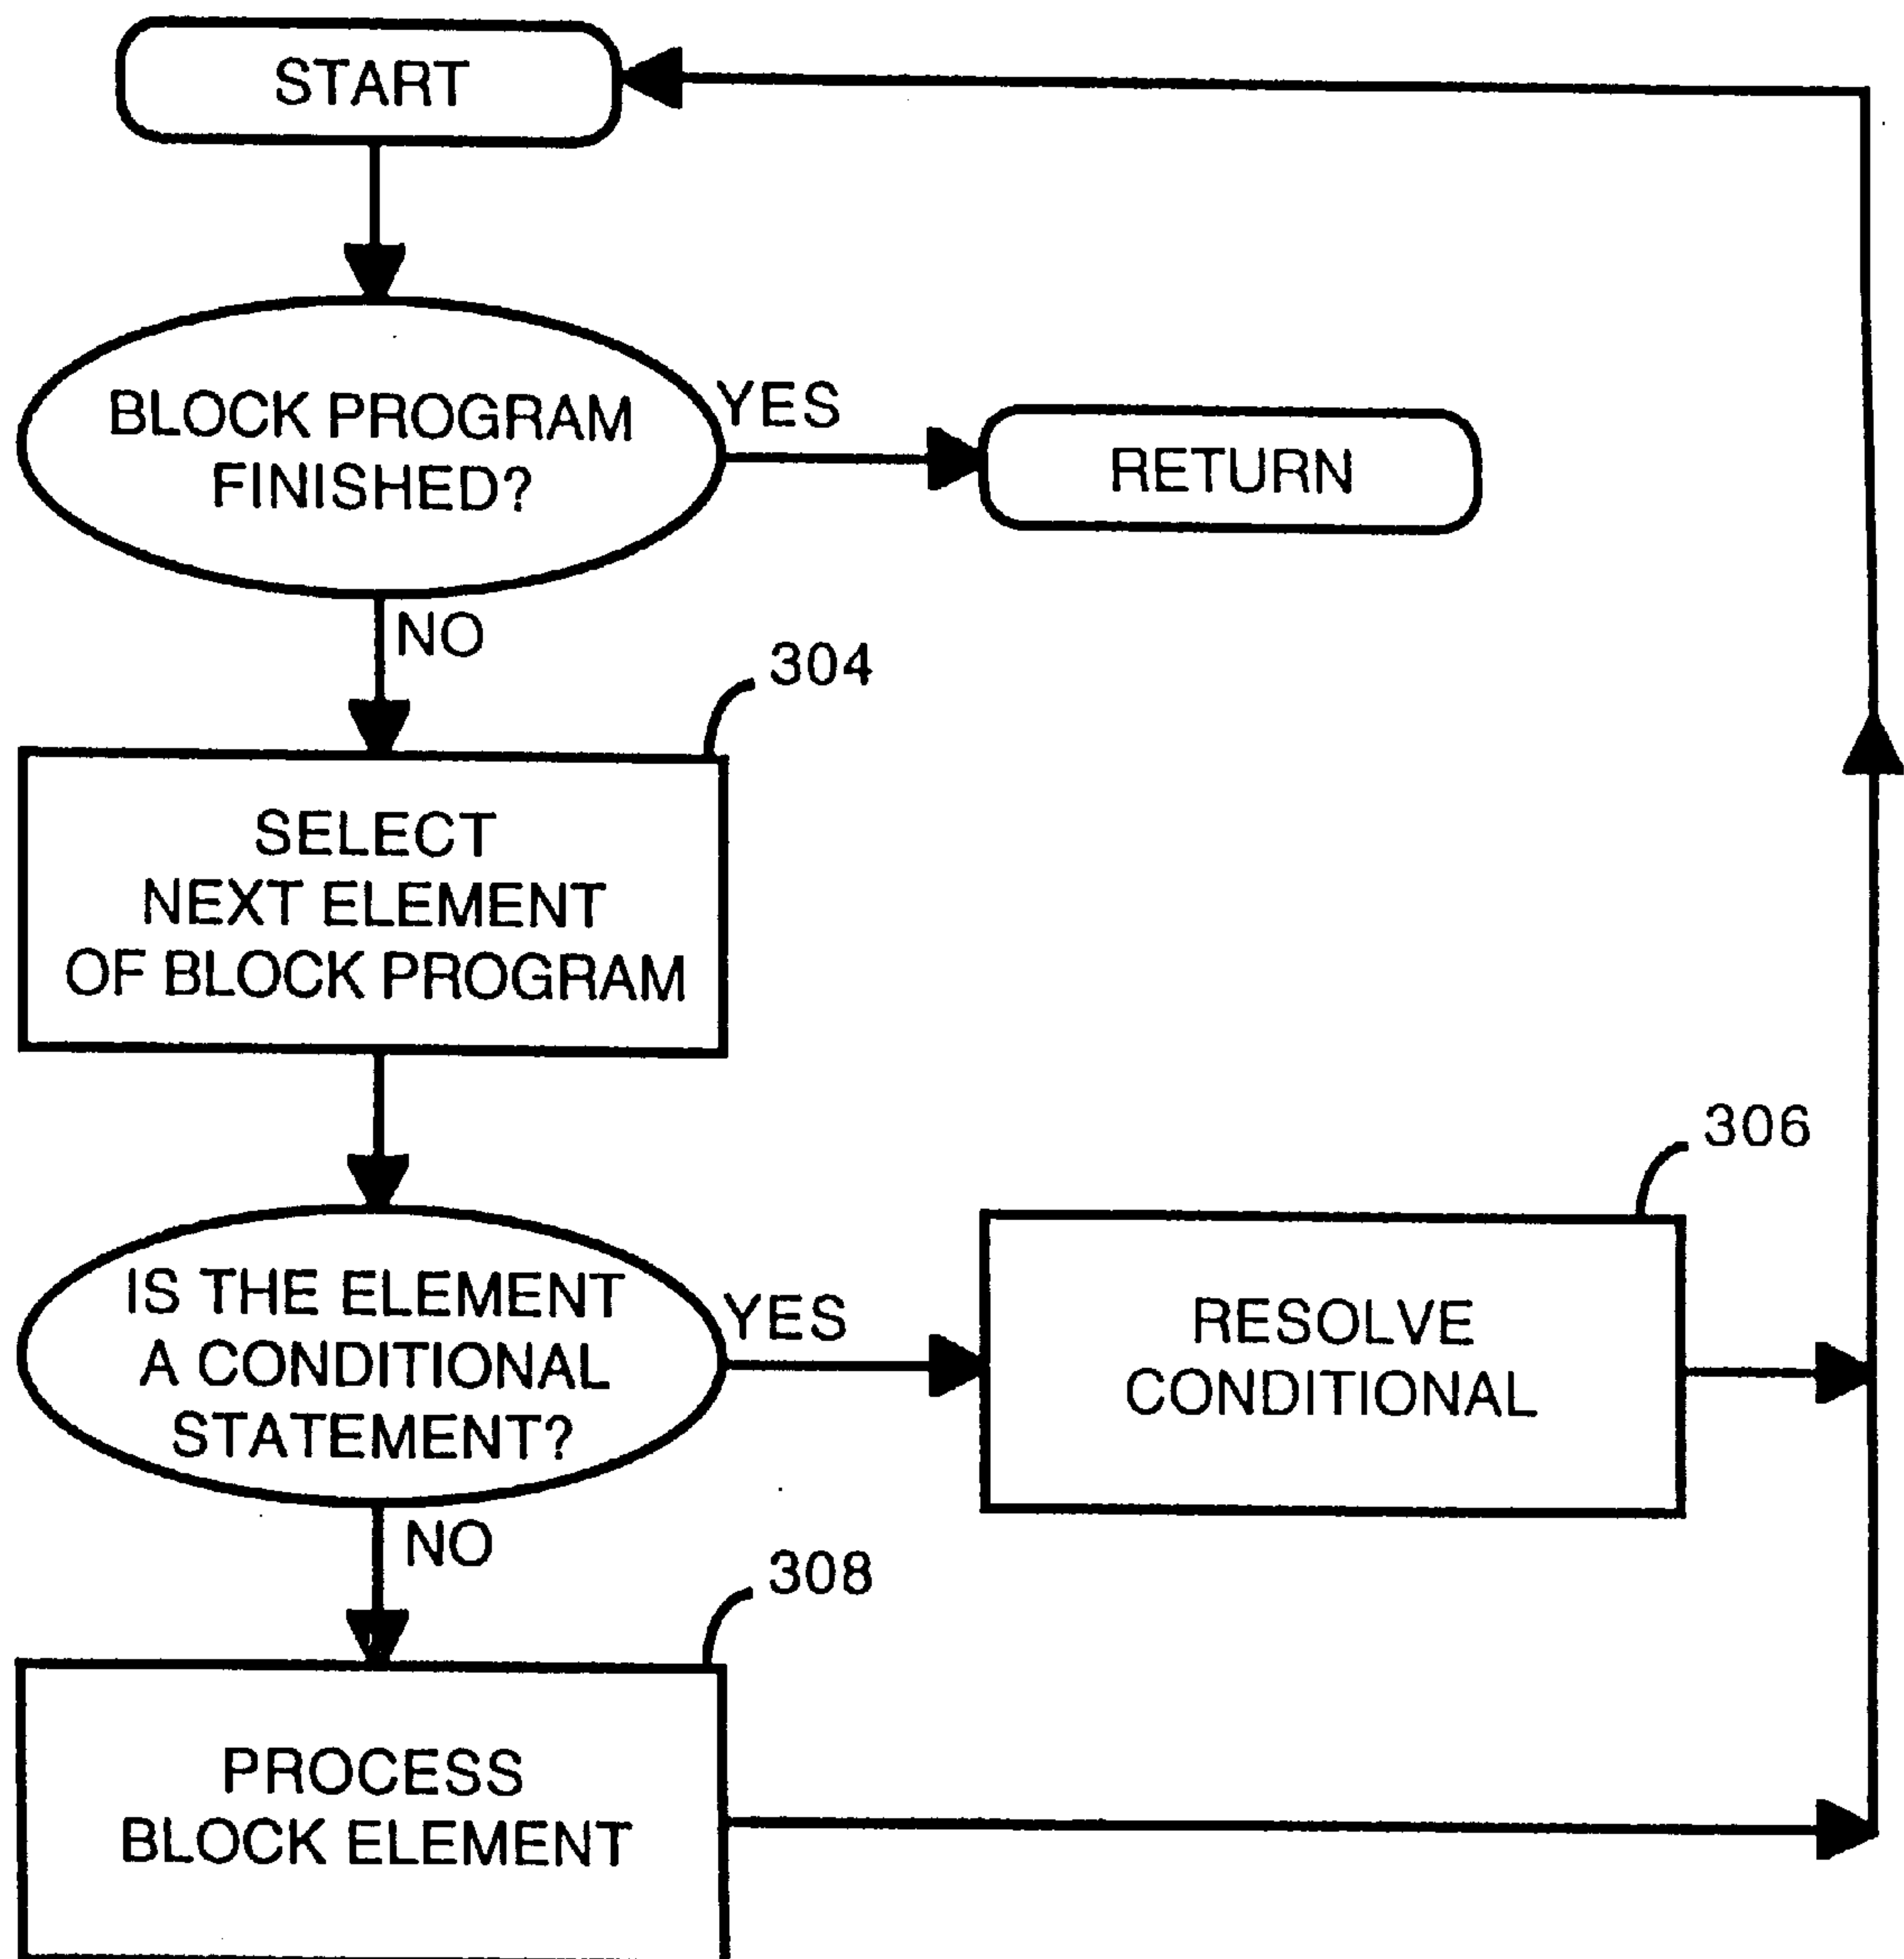 START
BLOCK PROGRAM
FINISHED?
YES
RETURN
NO
304
SELECT
NEXT ELEMENT
OF BLOCK PROGRAM
306
IS THE ELEMENT
A CONDITIONAL
STATEMENT?
YES
RESOLVE
CONDITIONAL
NO
308
PROCESS
BLOCK ELEMENT